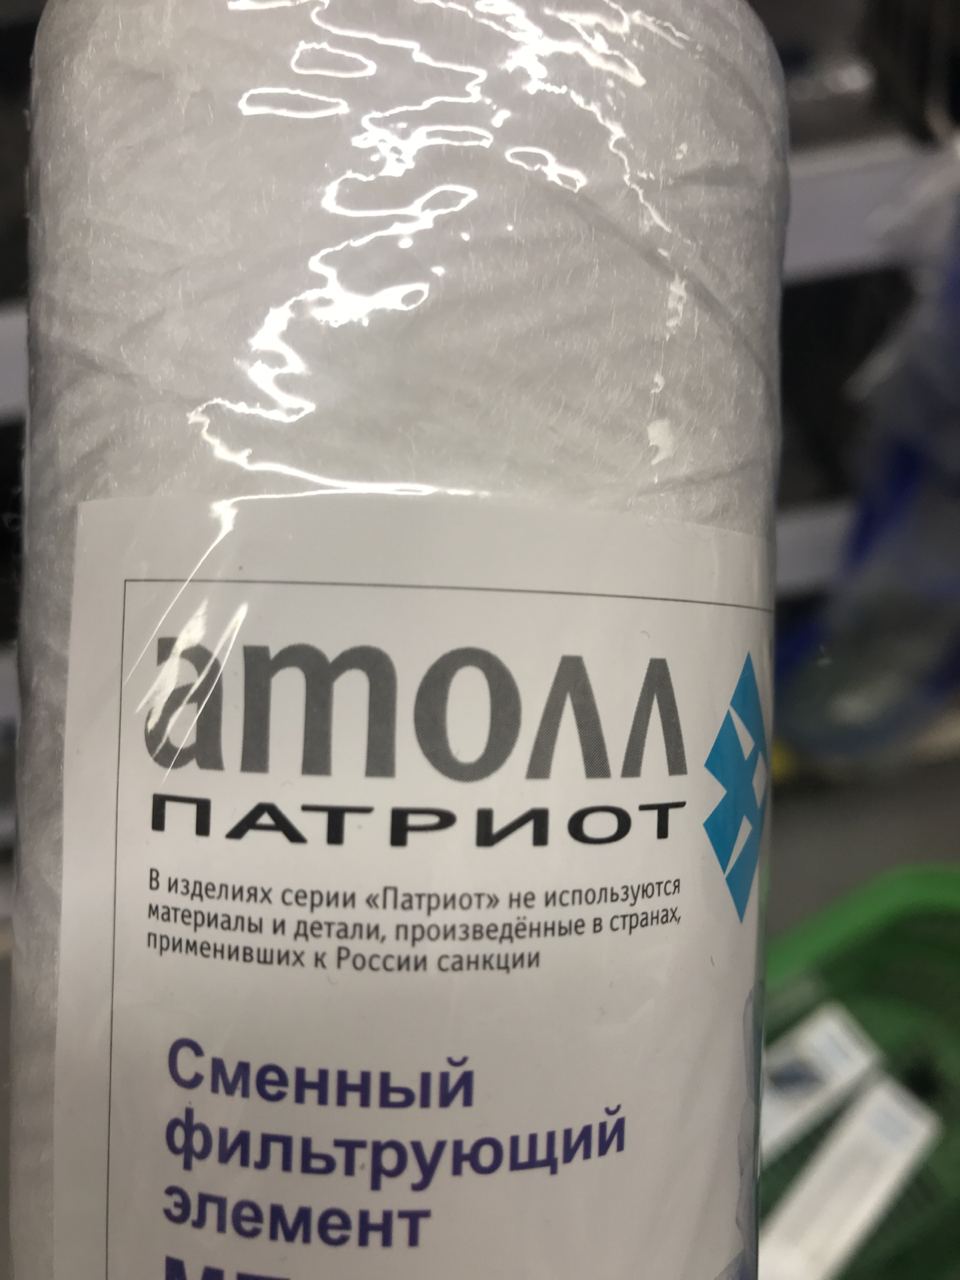 атолл
ПАТРИОТ
В изделиях серии «Патриот» не используются
материалы и детали, произведённые в странах,
применивших к России санкции
Сменный
фильтрующий
элемент